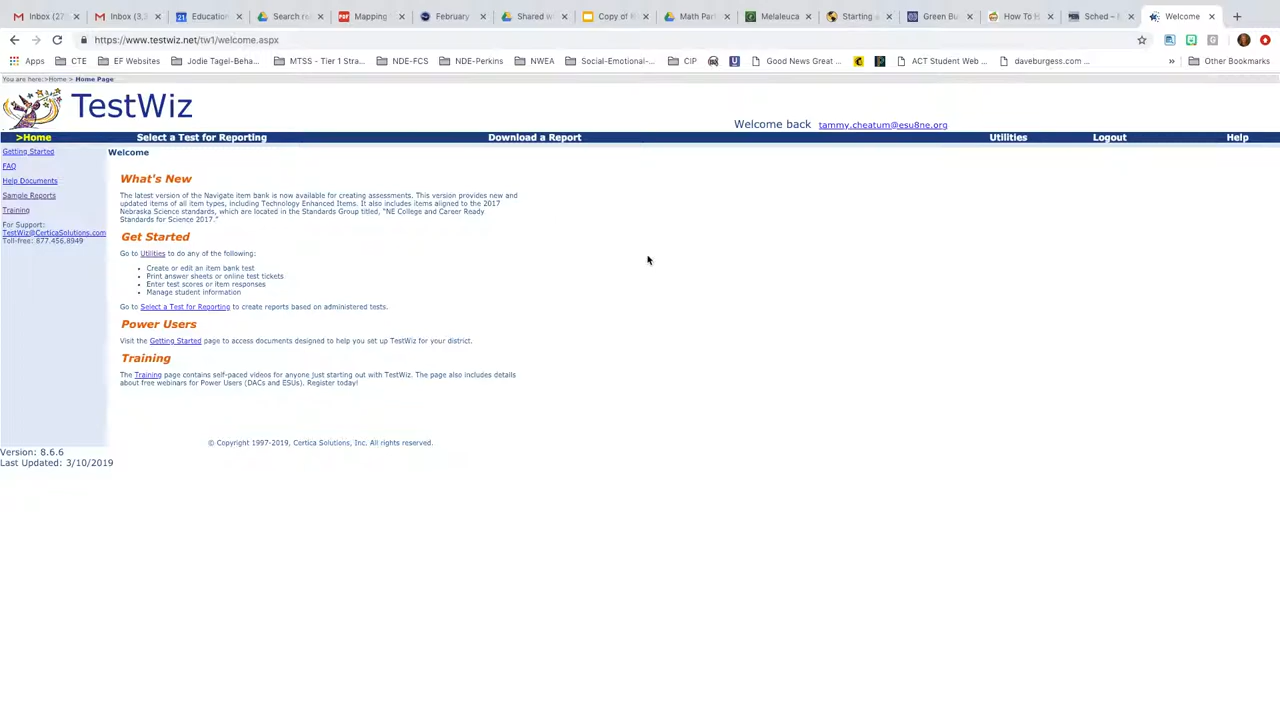 Inbox (27
Inbox (3,3
Education
Search re
Mapping
February
Shared w
Copy of R
Math Part
Melaleuca
Starting a
Green Bu
How To B
Sched –
Welcome
https://www.testwiz.net/tw1/welcome.aspx
Apps CTE EF Websites Jodie Tagel-Beha... MTSS - Tier 1 Stra... NDE-FCS NDE-Perkins NWEA Social-Emotional-... CIP Good News Great ... ACT Student Web ... daveburgess.com ... » Other Bookmarks
You are here:>Home > Home Page
TestWiz
Welcome back tammy.cheatum@esu8ne.org
>Home Select a Test for Reporting Download a Report Utilities Logout Help
Getting Started
FAQ
Help Documents
Sample Reports
Training
For Support:
TestWiz@CerticaSolutions.com
Toll-free: 877.456.8949
Welcome
What's New
The latest version of the Navigate item bank is now available for creating assessments. This version provides new and
updated items of all item types, including Technology Enhanced Items. It also includes items aligned to the 2017
Nebraska Science standards, which are located in the Standards Group titled, "NE College and Career Ready
Standards for Science 2017."
Get Started
Go to Utilities to do any of the following:
• Create or edit an item bank test
• Print answer sheets or online test tickets
• Enter test scores or item responses
• Manage student information
Go to Select a Test for Reporting to create reports based on administered tests.
Power Users
Visit the Getting Started page to access documents designed to help you set up TestWiz for your district.
Training
The Training page contains self-paced videos for anyone just starting out with TestWiz. The page also includes details
about free webinars for Power Users (DACs and ESUs). Register today!
© Copyright 1997-2019, Certica Solutions, Inc. All rights reserved.
Version: 8.6.6
Last Updated: 3/10/2019